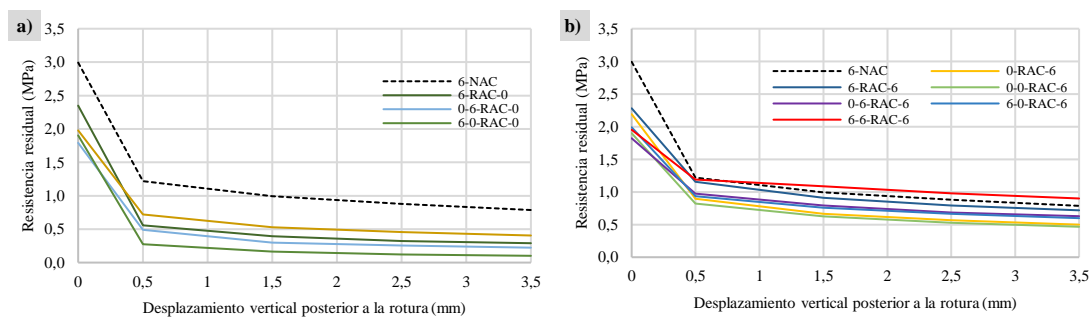 a)
3,5
3,0
2,5
2,0
1,5
1,0
0,5
0,0
Resistencia residual (MPa)
6-NAC
6-RAC-0
0-6-RAC-0
6-0-RAC-0
0 0,5 1 1,5 2 2,5 3 3,5
Desplazamiento vertical posterior a la rotura (mm)
b)
3,5
3,0
2,5
2,0
1,5
1,0
0,5
0,0
Resistencia residual (MPa)
6-NAC 0-RAC-6
6-RAC-6 0-0-RAC-6
0-6-RAC-6 6-0-RAC-6
6-6-RAC-6
0 0,5 1 1,5 2 2,5 3 3,5
Desplazamiento vertical posterior a la rotura (mm)